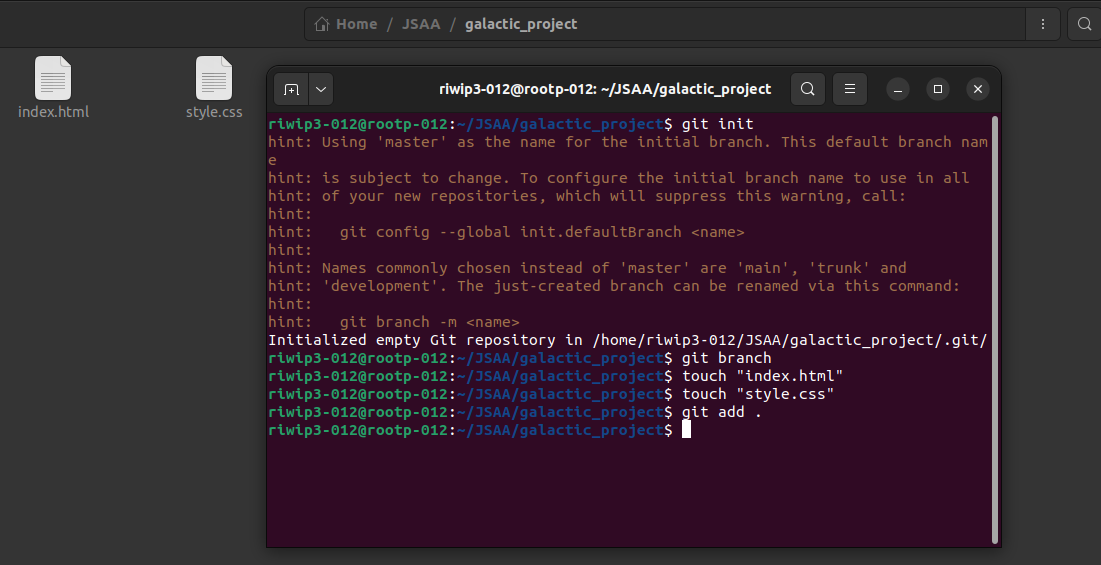 Home / JSAA / galactic_project
index.html
style.css
riwip3-012@rootp-012: ~/JSAA/galactic_project
riwip3-012@rootp-012:~/JSAA/galactic_project$ git init
hint: Using 'master' as the name for the initial branch. This default branch nam
e
hint: is subject to change. To configure the initial branch name to use in all
hint: of your new repositories, which will suppress this warning, call:
hint:
hint:   git config --global init.defaultBranch <name>
hint:
hint: Names commonly chosen instead of 'master' are 'main', 'trunk' and
hint: 'development'. The just-created branch can be renamed via this command:
hint:
hint:   git branch -m <name>
Initialized empty Git repository in /home/riwip3-012/JSAA/galactic_project/.git/
riwip3-012@rootp-012:~/JSAA/galactic_project$ git branch
riwip3-012@rootp-012:~/JSAA/galactic_project$ touch "index.html"
riwip3-012@rootp-012:~/JSAA/galactic_project$ touch "style.css"
riwip3-012@rootp-012:~/JSAA/galactic_project$ git add .
riwip3-012@rootp-012:~/JSAA/galactic_project$